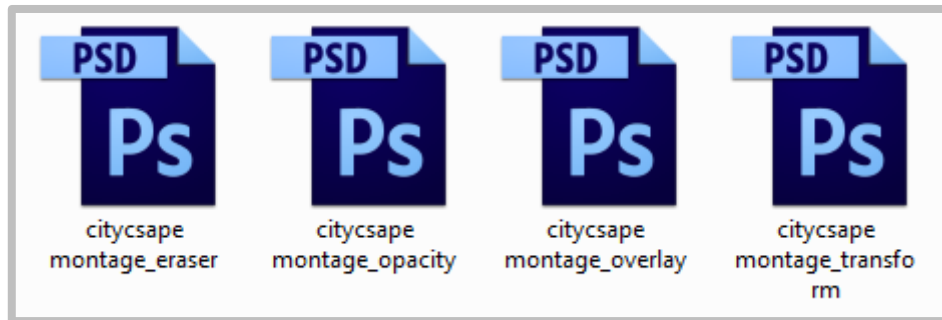 PSD PSD PSD PSD
Ps Ps Ps Ps
citycsape citycsape citycsape citycsape
montage_eraser montage_opacity montage_overlay montage_transfo
rm